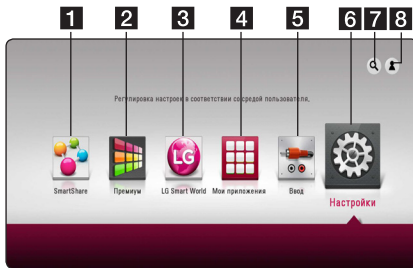 1 2 3 4 5 6 7 8
Регулировка настроек в соответствии со средой пользователя.
LG
SmartShare Премиум LG Smart World Мои приложения Ввод
Настройки